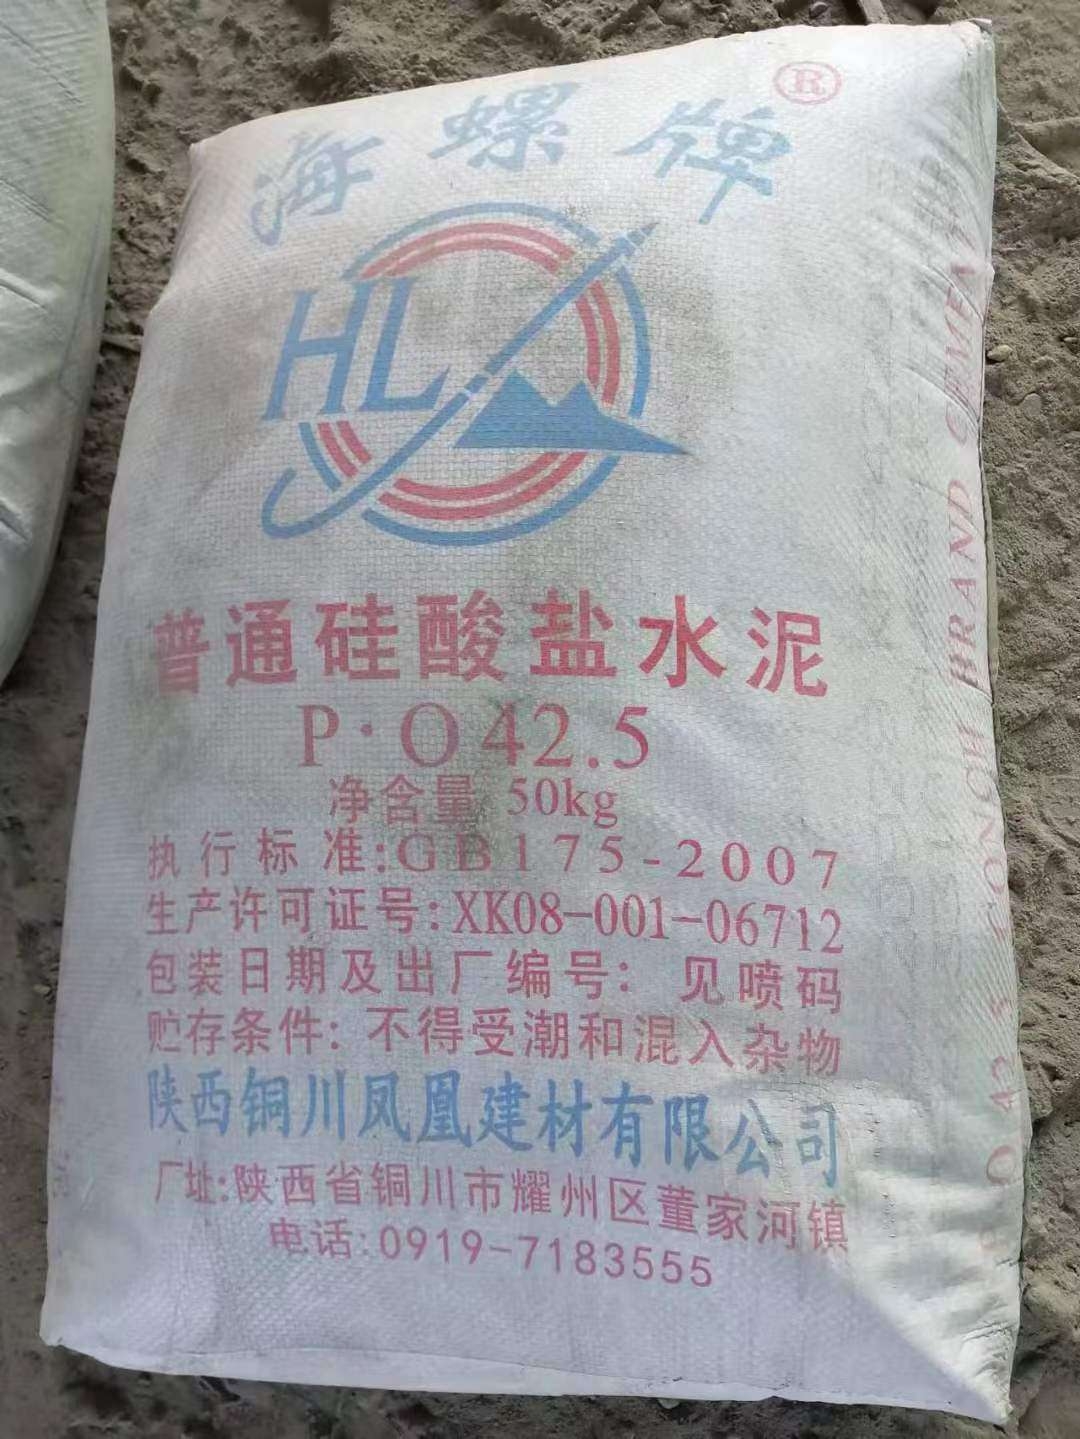 海螺牌®
HL
普通硅酸盐水泥
P·O42.5
净含量 50kg
执行标准:GB175-2007
生产许可证号:XK08-001-06712
包装日期及出厂编号: 见喷码
贮存条件: 不得受潮和混入杂物
陕西铜川凤凰建材有限公司
厂址:陕西省铜川市耀州区董家河镇
电话:0919-7183555
CONCH BRAND CEMENT